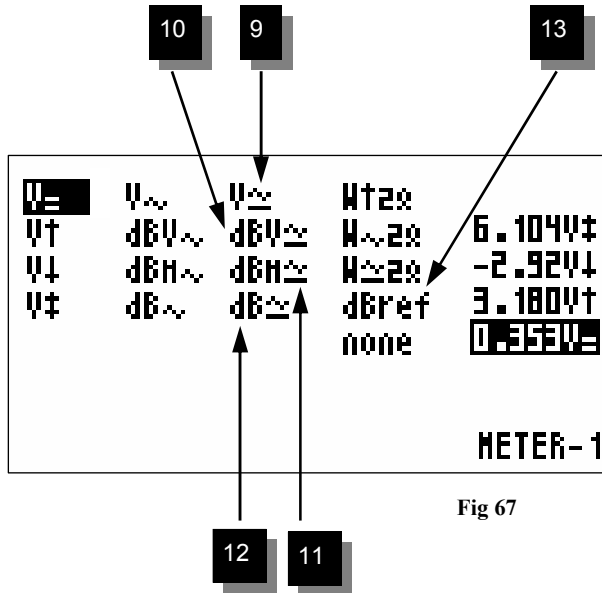 10 9 13
V= V~ V≃ W†2Ω
V† dBV~ dBV≃ W~2Ω 6.104V‡
V↓ dBM~ dBM≃ W≃2Ω -2.92V↓
V‡ dB~ dB≃ dBref 3.180V†
none 0.353V=
METER-1
Fig 67
12 11